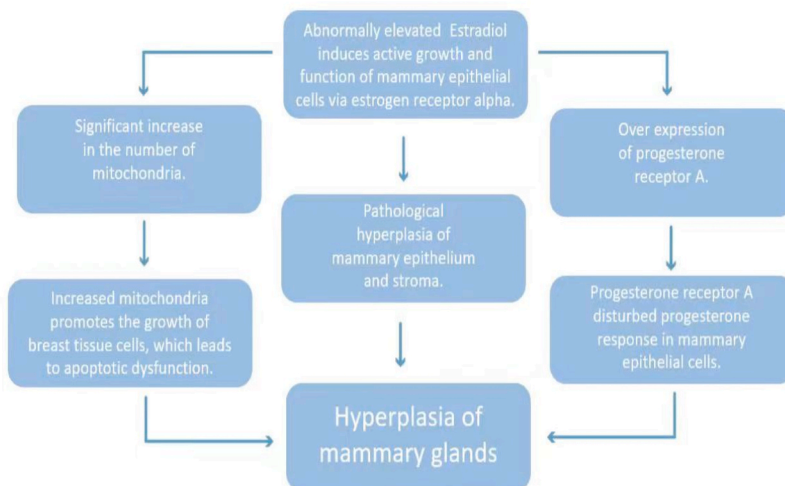 Abnormally elevated Estradiol
induces active growth and
function of mammary epithelial
cells via estrogen receptor alpha.
Significant increase
in the number of
mitochondria.
Over expression
of progesterone
receptor A.
Pathological
hyperplasia of
mammary epithelium
and stroma.
Increased mitochondria
promotes the growth of
breast tissue cells, which leads
to apoptotic dysfunction.
Progesterone receptor A
disturbed progesterone
response in mammary
epithelial cells.
Hyperplasia of
mammary glands